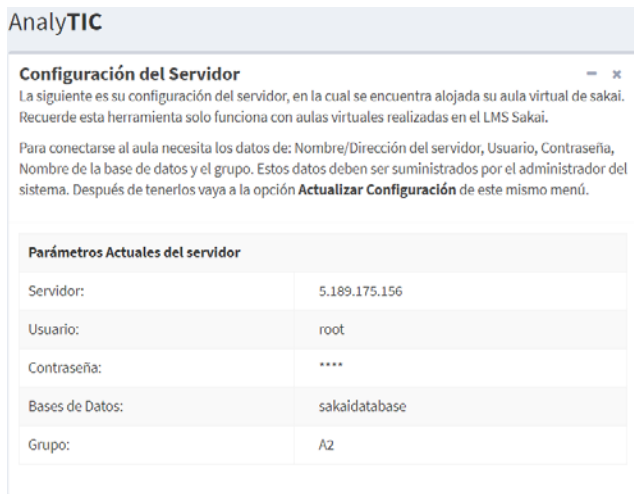 AnalyTIC
Configuración del Servidor
La siguiente es su configuración del servidor, en la cual se encuentra alojada su aula virtual de sakai.
Recuerde esta herramienta solo funciona con aulas virtuales realizadas en el LMS Sakai.
Para conectarse al aula necesita los datos de: Nombre/Dirección del servidor, Usuario, Contraseña,
Nombre de la base de datos y el grupo. Estos datos deben ser suministrados por el administrador del
sistema. Después de tenerlos vaya a la opción Actualizar Configuración de este mismo menú.
Parámetros Actuales del servidor
Servidor: 5.189.175.156
Usuario: root
Contraseña: ****
Bases de Datos: sakaidatabase
Grupo: A2